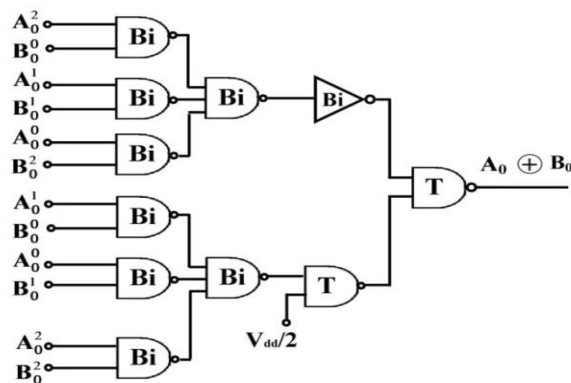 A₀²
B₀⁰
Bi
A₀¹
B₀¹
Bi
Bi
Bi
A₀⁰
B₀²
Bi
A₀ ⊕ B₀
T
A₀¹
B₀⁰
Bi
A₀⁰
B₀¹
Bi
Bi
T
V_dd/2
A₀²
B₀²
Bi